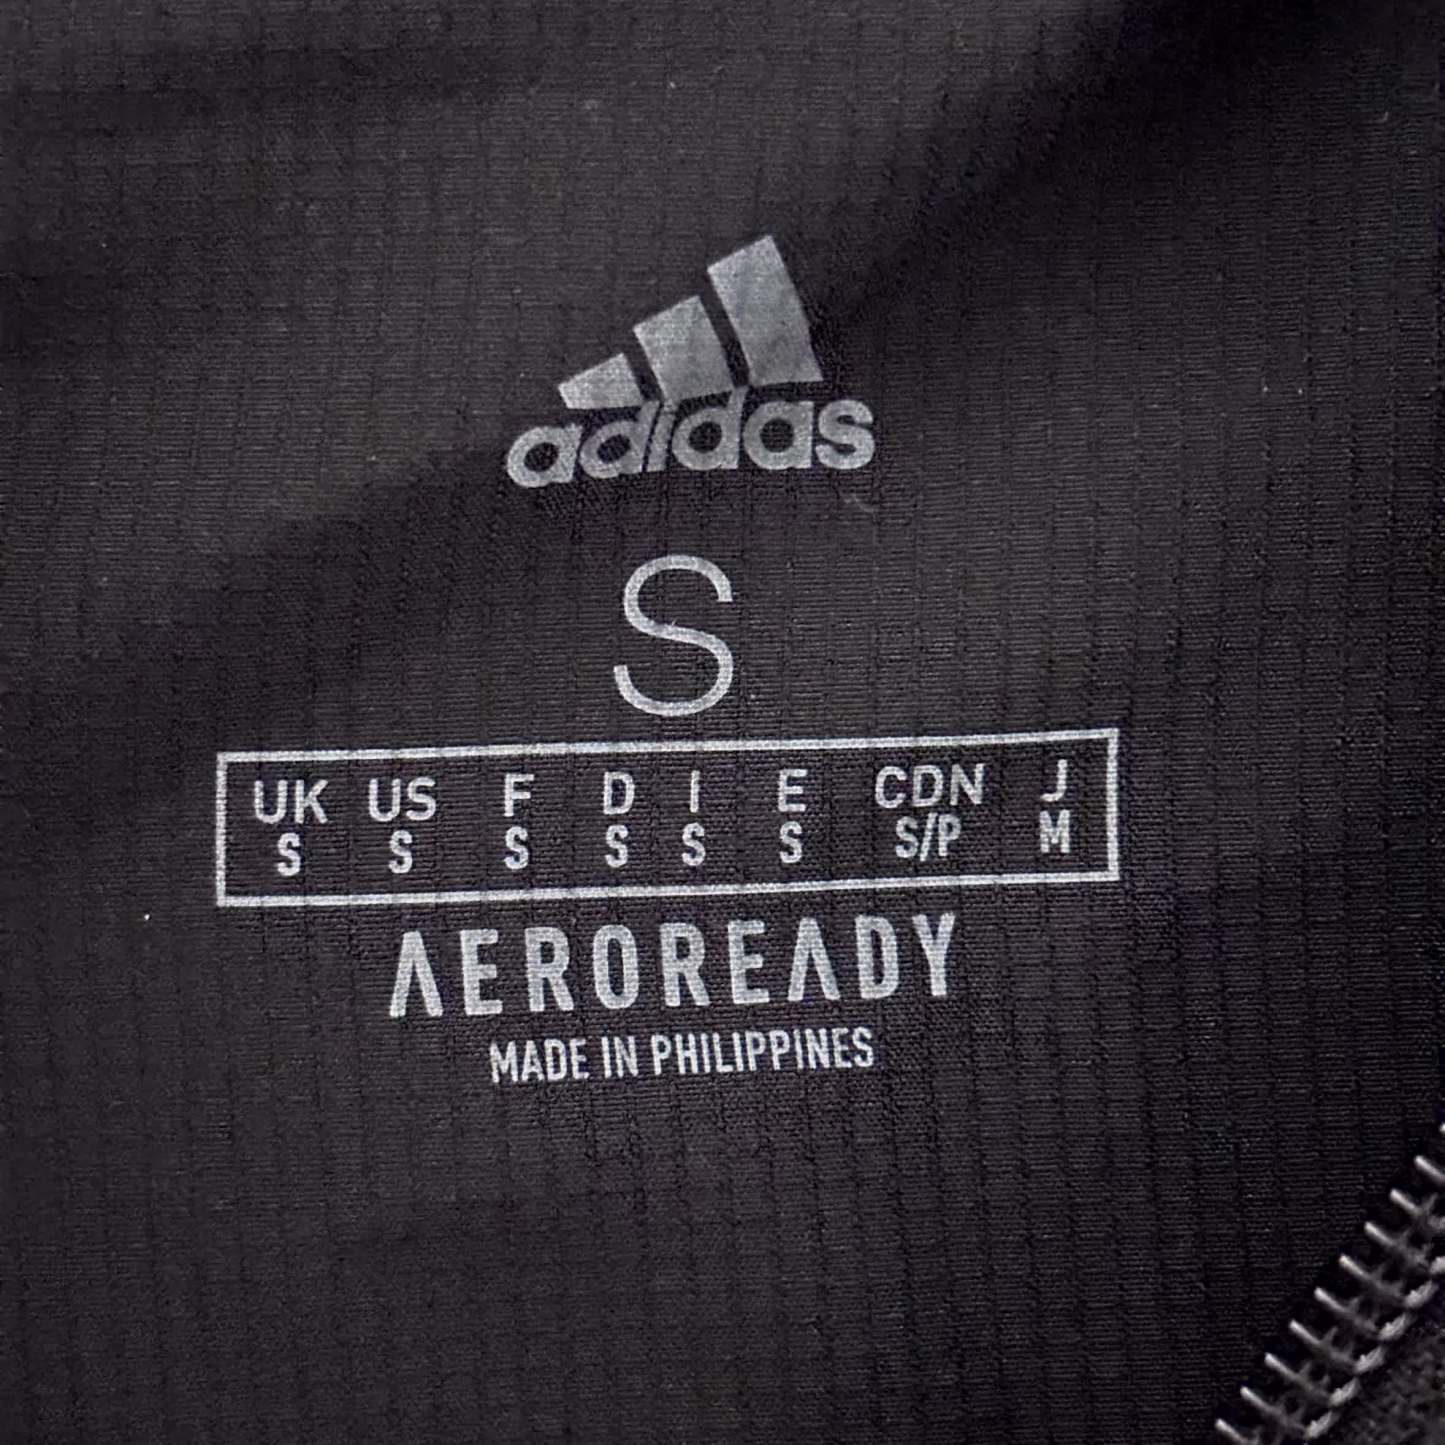 adidas
S
UK US F D I E CDN J
S S S S S S S/P M
AEROREADY
MADE IN PHILIPPINES